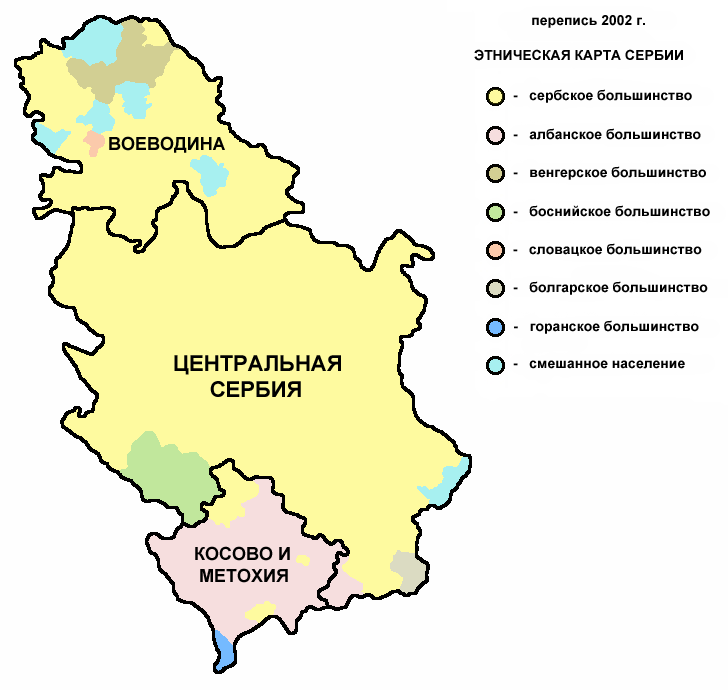 перепись 2002 г.
ЭТНИЧЕСКАЯ КАРТА СЕРБИИ
- сербское большинство
- албанское большинство
- венгерское большинство
- боснийское большинство
- словацкое большинство
- болгарское большинство
- горанское большинство
- смешанное население
ВОЕВОДИНА
ЦЕНТРАЛЬНАЯ
СЕРБИЯ
КОСОВО И
МЕТОХИЯ